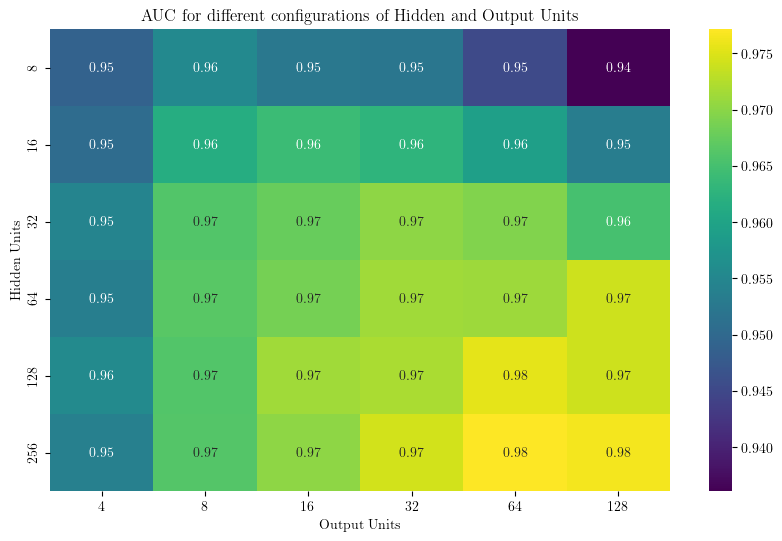 AUC for different configurations of Hidden and Output Units
Hidden Units
8 0.95 0.96 0.95 0.95 0.95 0.94
16 0.95 0.96 0.96 0.96 0.96 0.95
32 0.95 0.97 0.97 0.97 0.97 0.96
64 0.95 0.97 0.97 0.97 0.97 0.97
128 0.96 0.97 0.97 0.97 0.98 0.97
256 0.95 0.97 0.97 0.97 0.98 0.98
4 8 16 32 64 128
Output Units
0.975
0.970
0.965
0.960
0.955
0.950
0.945
0.940